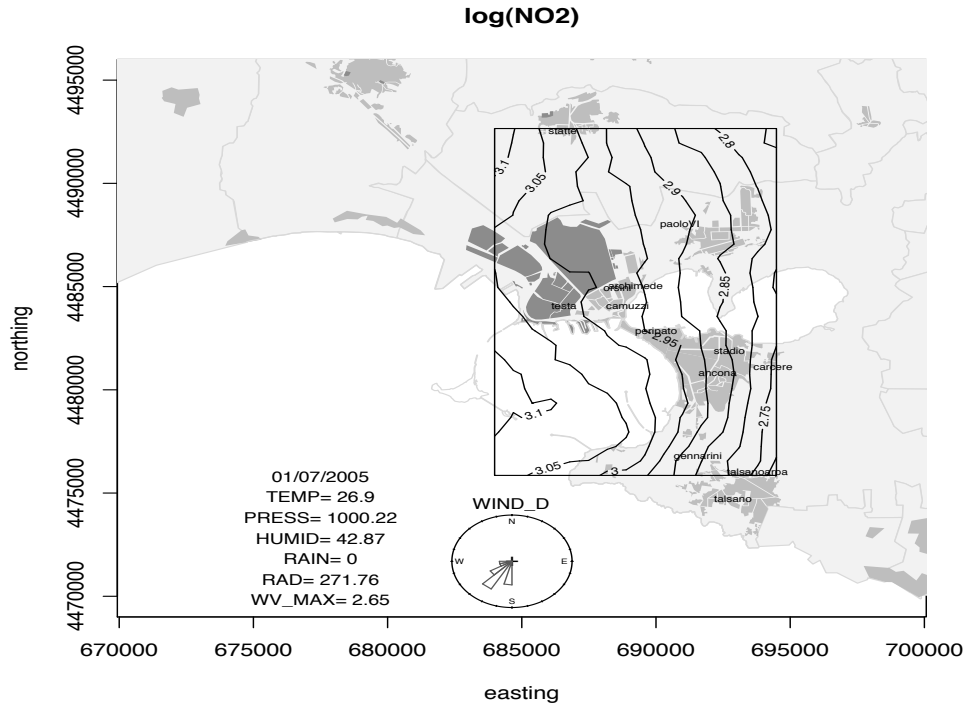 log(NO2)
4495000
4490000
4485000
4480000
4475000
4470000
northing
statte
3.1
3.05
2.9
2.8
paoloVI
2.85
archimede
orsini
testa
camuzzi
peripato
2.95
stadio
carcere
ancona
3.1
2.75
gennarini
3.05
3
talsanoarpa
talsano
01/07/2005
TEMP= 26.9
PRESS= 1000.22
HUMID= 42.87
RAIN= 0
RAD= 271.76
WV_MAX= 2.65
WIND_D
N
W
E
S
670000 675000 680000 685000 690000 695000 700000
easting